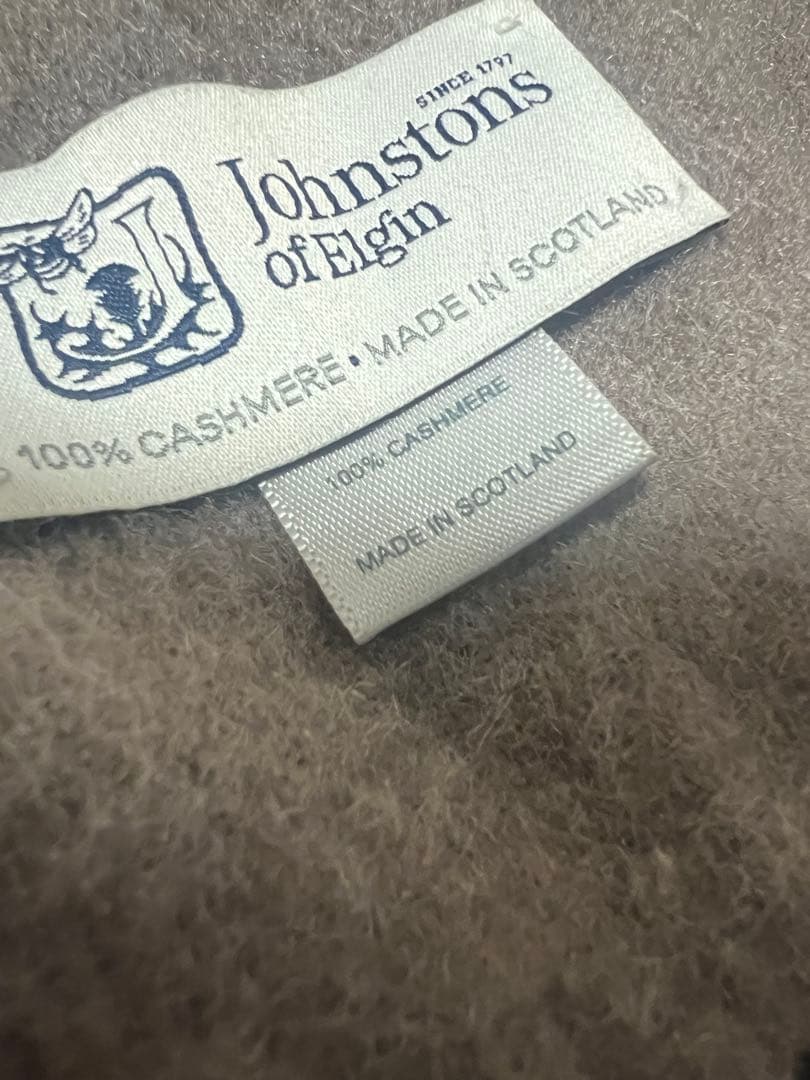 SINCE 1797
Johnstons
of Elgin
100% CASHMERE • MADE IN SCOTLAND
100% CASHMERE
MADE IN SCOTLAND